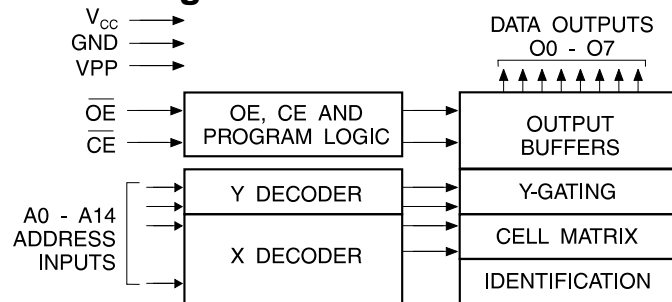 VCC
GND
VPP
OE
CE
OE, CE AND
PROGRAM LOGIC
A0 - A14
ADDRESS
INPUTS
Y DECODER
X DECODER
DATA OUTPUTS
O0 - O7
OUTPUT
BUFFERS
Y-GATING
CELL MATRIX
IDENTIFICATION